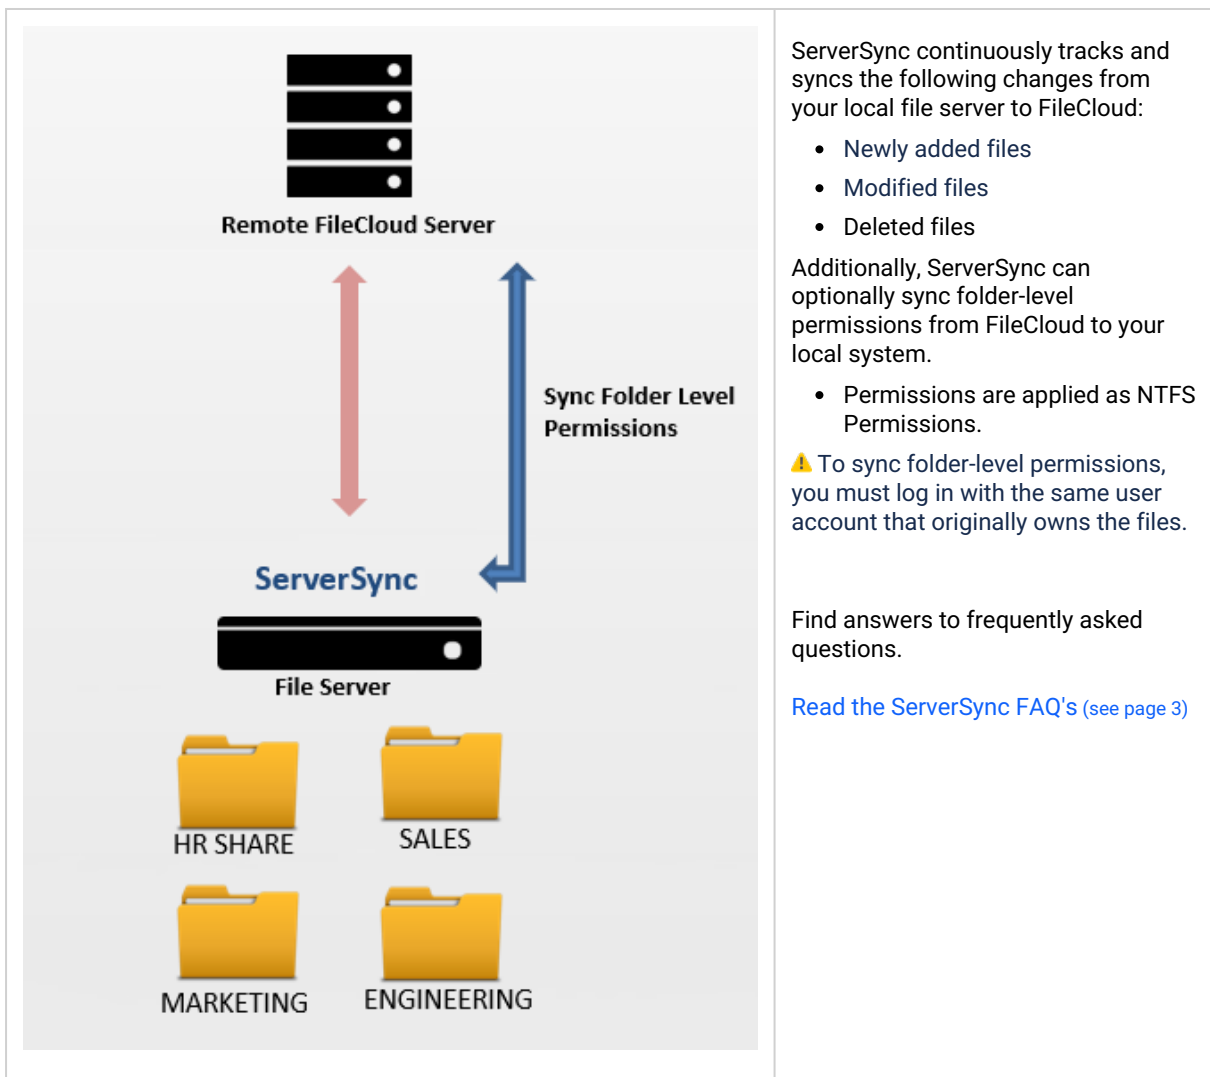 Remote FileCloud Server
Sync Folder Level
Permissions
ServerSync
File Server
HR SHARE
SALES
MARKETING
ENGINEERING
ServerSync continuously tracks and
syncs the following changes from
your local file server to FileCloud:
• Newly added files
• Modified files
• Deleted files
Additionally, ServerSync can
optionally sync folder-level
permissions from FileCloud to your
local system.
• Permissions are applied as NTFS
Permissions.
To sync folder-level permissions,
you must log in with the same user
account that originally owns the files.
Find answers to frequently asked
questions.
Read the ServerSync FAQ's (see page 3)